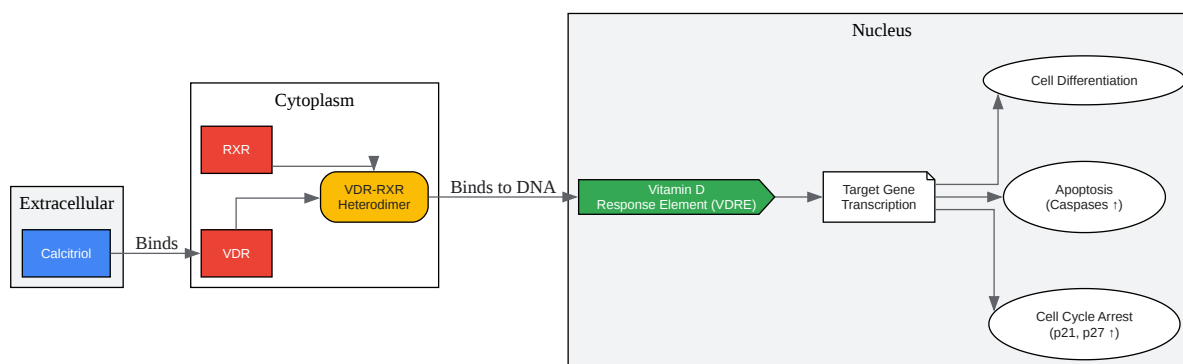 Nucleus
Cell Differentiation
Cytoplasm
RXR
VDR-RXR
Heterodimer
Binds to DNA
Vitamin D
Response Element (VDRE)
Target Gene
Transcription
Apoptosis
(Caspases ↑)
Extracellular
Calcitriol
Binds
VDR
Cell Cycle Arrest
(p21, p27 ↑)